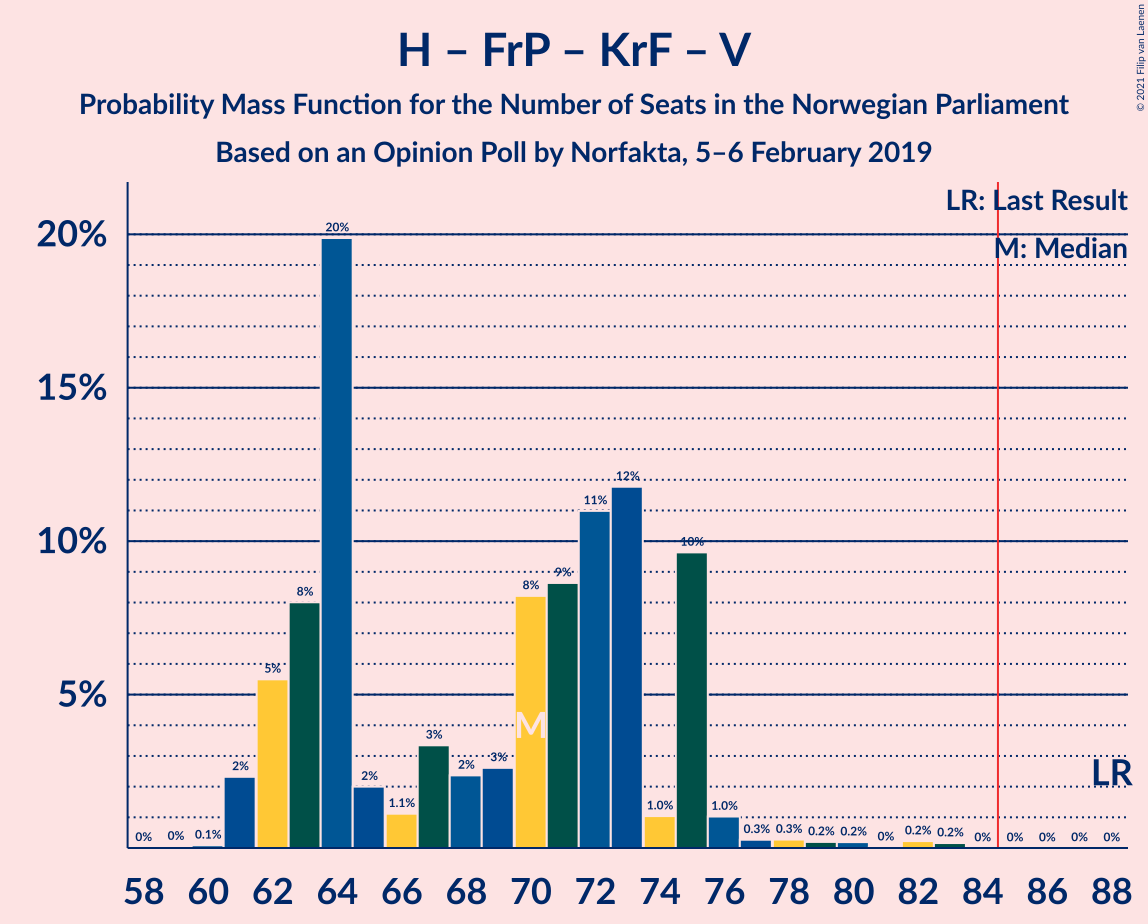 H – FrP – KrF – V
Probability Mass Function for the Number of Seats in the Norwegian Parliament
Based on an Opinion Poll by Norfakta, 5–6 February 2019
© 2021 Filip van Laenen
LR: Last Result
M: Median
20%
15%
10%
5%
0% 0% 0.1% 2% 5% 8% 20% 2% 1.1% 3% 2% 3% 8% 9% 11% 12% 1.0% 10% 1.0% 0.3% 0.3% 0.2% 0.2% 0% 0.2% 0.2% 0% 0% 0% 0% 0%
M
LR
58 60 62 64 66 68 70 72 74 76 78 80 82 84 86 88